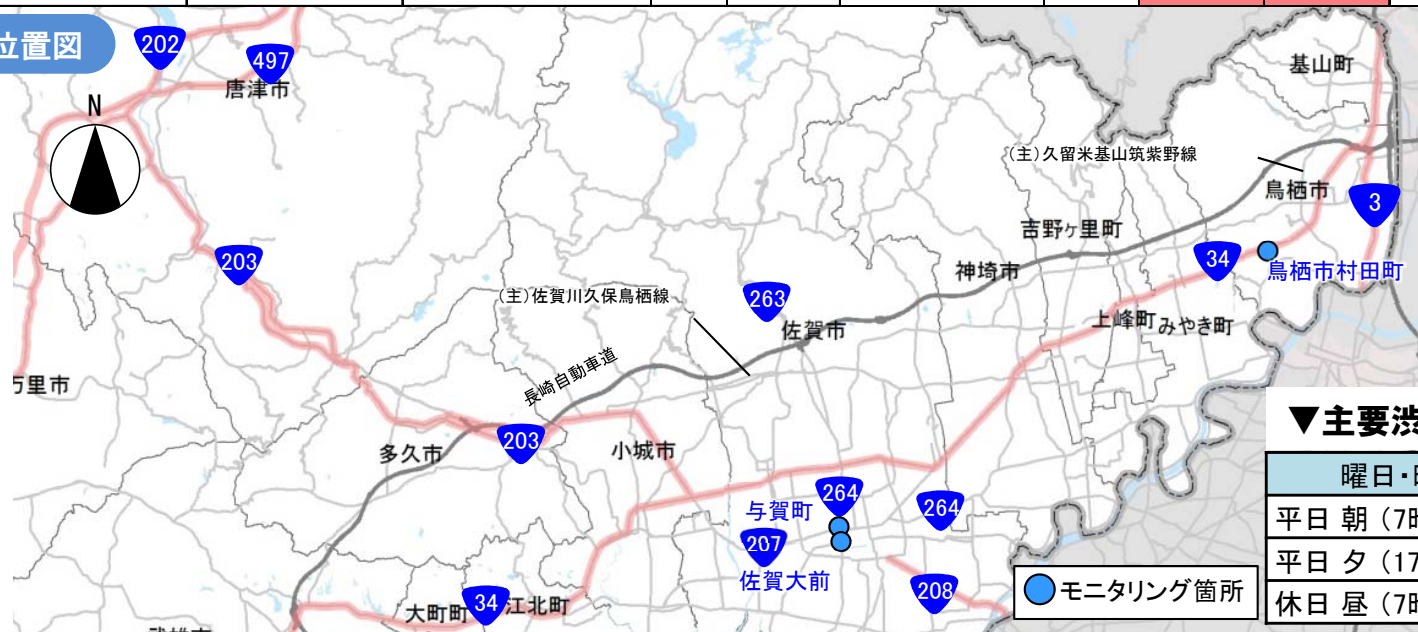 位置図
202
497
唐津市
N
基山町
(主)久留米基山筑紫野線
鳥栖市
3
吉野ヶ里町
34
鳥栖市村田町
神埼市
203
(主)佐賀川久保鳥栖線
263
佐賀市
上峰町
みやき町
長崎自動車道
万里市
▼主要渋
203
多久市
小城市
曜日・
264
与賀町
264
平日 朝 (7時
207
佐賀大前
平日 夕 (17
208
モニタリング箇所
休日 昼 (7時
大町町
34
江北町